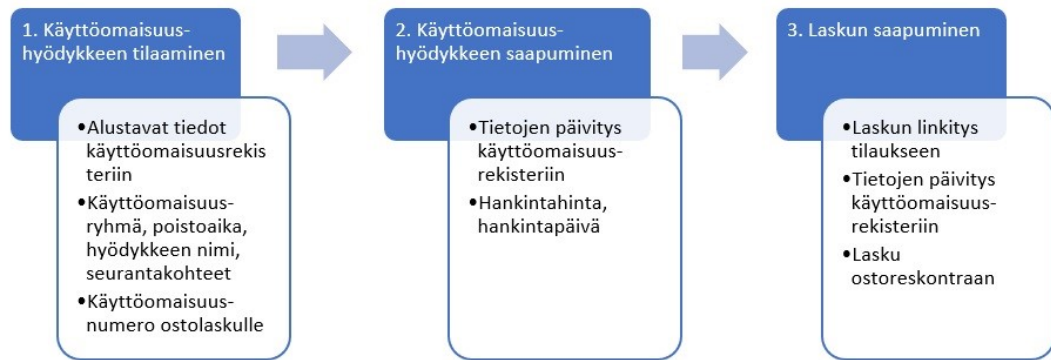 1. Käyttöomaisuus-
hyödykkeen tilaaminen
•Alustavat tiedot
käyttöomaisuusrekis
teriin
•Käyttöomaisuus-
ryhmä, poistoaika,
hyödykkeen nimi,
seurantakohteet
•Käyttöomaisuus-
numero ostolaskulle
2. Käyttöomaisuus-
hyödykkeen saapuminen
•Tietojen päivitys
käyttöomaisuus-
rekisteriin
•Hankintahinta,
hankintapäivä
3. Laskun saapuminen
•Laskun linkitys
tilaukseen
•Tietojen päivitys
käyttöomaisuus-
rekisteriin
•Lasku
ostoreskontraan